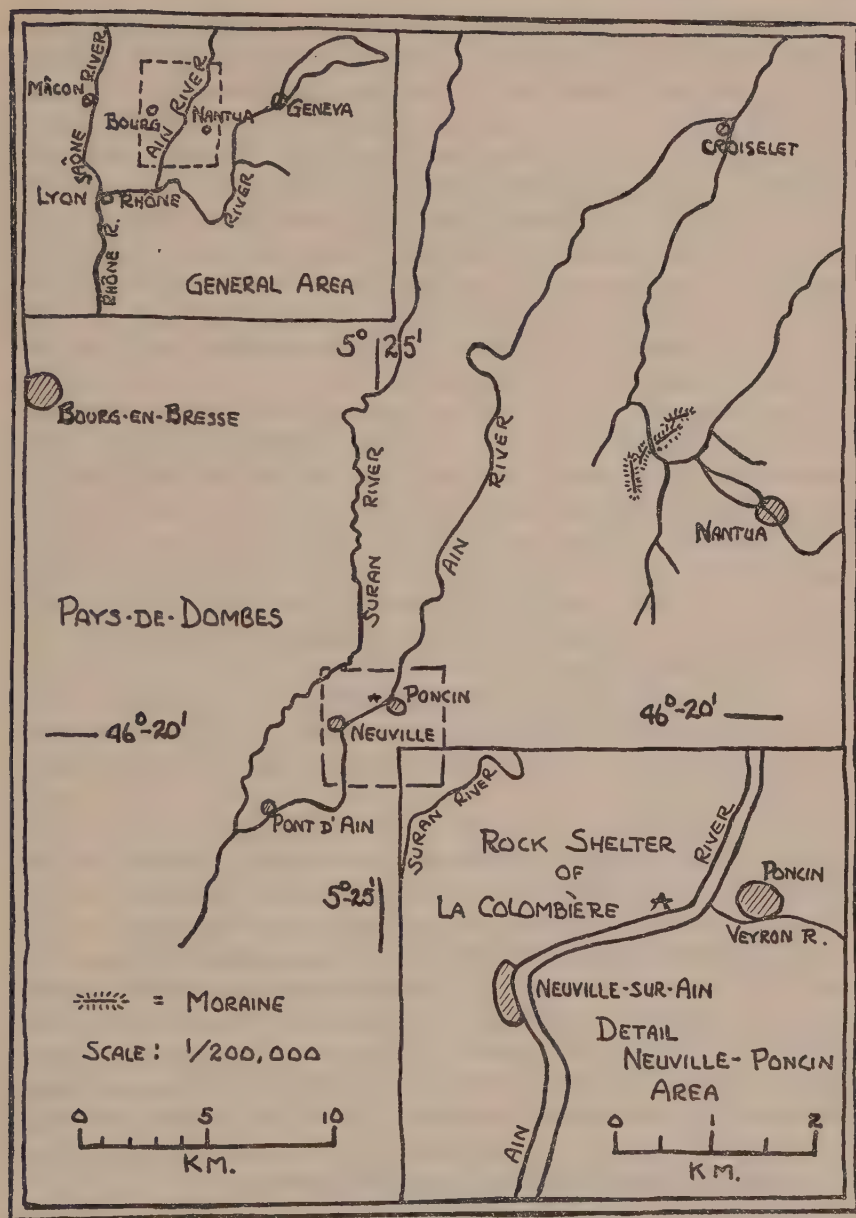 MÂCON
SAÔNE RIVER
BOURG
AIN RIVER
NANTUA
GENEVA
LYON
RHÔNE
RIVER
RHÔNE R.
GENERAL AREA
CROISELET
5° 25'
BOURG-EN-BRESSE
SURAN RIVER
AIN RIVER
NANTUA
PAYS-DE-DOMBES
PONCIN
NEUVILLE
46°-20'
46°-20'
PONT D'AIN
5°-25'
SURAN RIVER
ROCK SHELTER
OF
LA COLOMBIÈRE
RIVER
PONCIN
VEYRON R.
NEUVILLE-SUR-AIN
DETAIL
NEUVILLE-PONCIN
AREA
AIN
= MORAINE
SCALE: 1/200,000
0 5 10
KM.
0 1 2
KM.